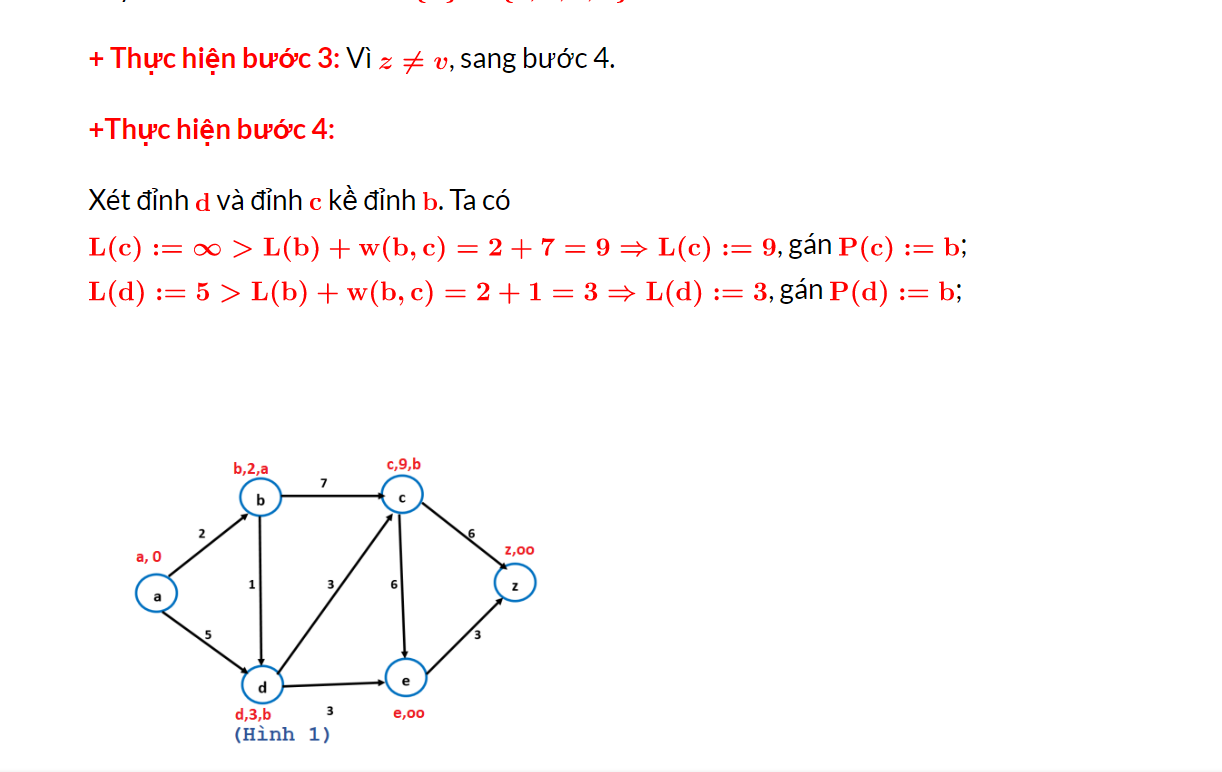 + Thực hiện bước 3: Vì z ≠ v, sang bước 4.
+Thực hiện bước 4:
Xét đỉnh d và đỉnh c kề đỉnh b. Ta có
L(c) := ∞ > L(b) + w(b, c) = 2 + 7 = 9 ⇒ L(c) := 9, gán P(c) := b;
L(d) := 5 > L(b) + w(b, c) = 2 + 1 = 3 ⇒ L(d) := 3, gán P(d) := b;
b,2,a
c,9,b
7
b
c
2
6
a, 0
z,oo
1
3
6
z
a
5
3
d
e
d,3,b
3
e,oo
(Hình 1)